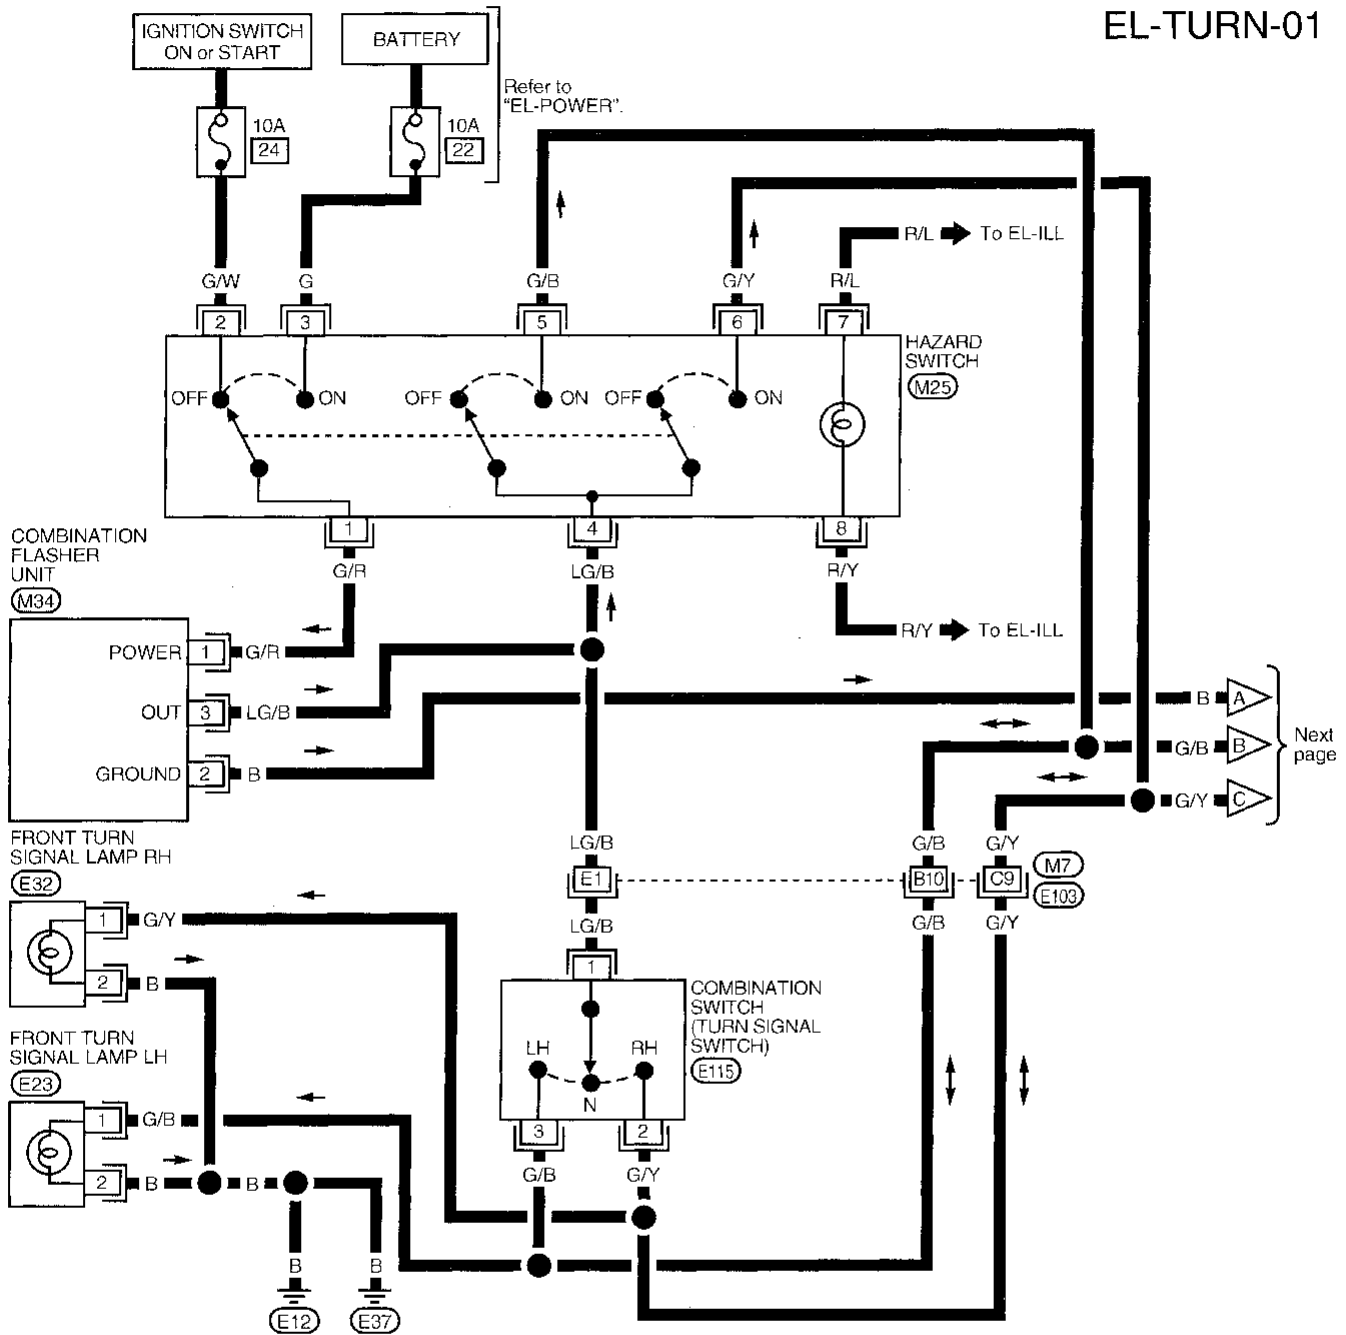 EL-TURN-01
IGNITION SWITCH
ON or START
BATTERY
Refer to
"EL-POWER".
10A
24
10A
22
R/L
To EL-ILL
G/W
G
G/B
G/Y
R/L
2
3
5
6
7
HAZARD
SWITCH
M25
OFF
ON
OFF
ON
OFF
ON
1
4
8
COMBINATION
FLASHER
UNIT
M34
G/R
LG/B
R/Y
R/Y
To EL-ILL
POWER
1
G/R
OUT
3
LG/B
GROUND
2
B
B
A
G/B
B
G/Y
C
Next
page
FRONT TURN
SIGNAL LAMP RH
E32
LG/B
G/B
G/Y
E1
B10
C9
M7
E103
LG/B
G/B
G/Y
1
G/Y
2
B
1
COMBINATION
SWITCH
(TURN SIGNAL
SWITCH)
E115
LH
RH
N
FRONT TURN
SIGNAL LAMP LH
E23
1
G/B
2
B
B
3
2
G/B
G/Y
B
B
E12
E37